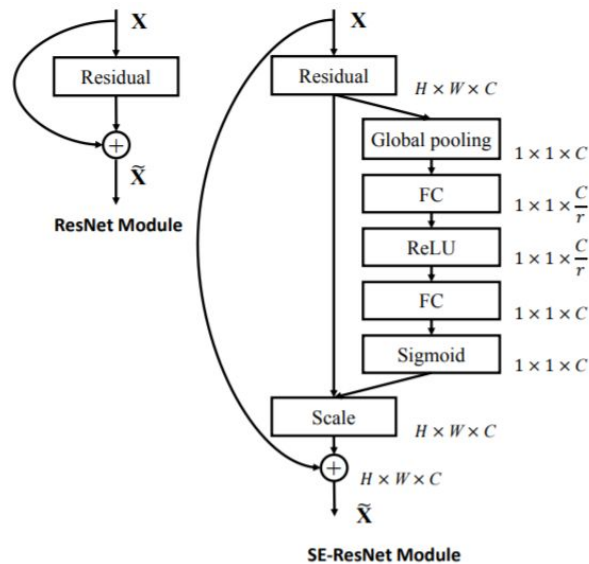 X
Residual
+
X̃
ResNet Module
X
Residual
H × W × C
Global pooling
1 × 1 × C
FC
1 × 1 × C/r
ReLU
1 × 1 × C/r
FC
1 × 1 × C
Sigmoid
1 × 1 × C
Scale
H × W × C
+
H × W × C
X̃
SE-ResNet Module